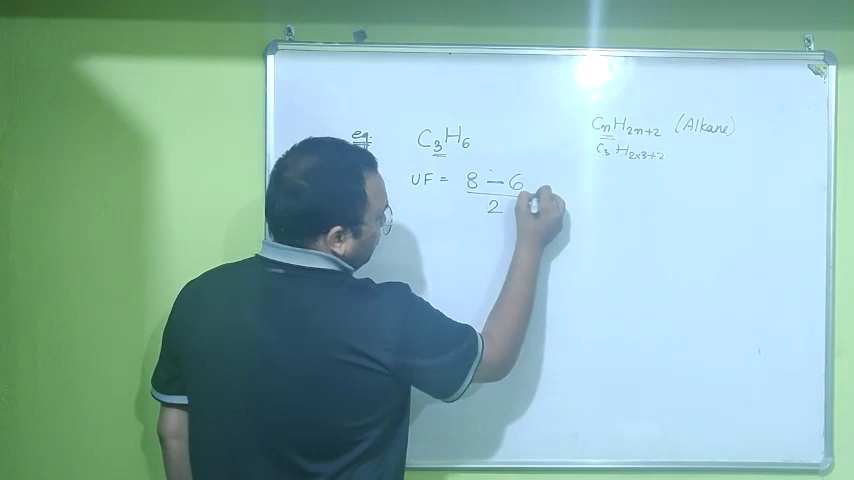 eg. C₃H₆
UF = 8 - 6
2
CnH2n+2 (Alkane)
C₃ H2x3+2